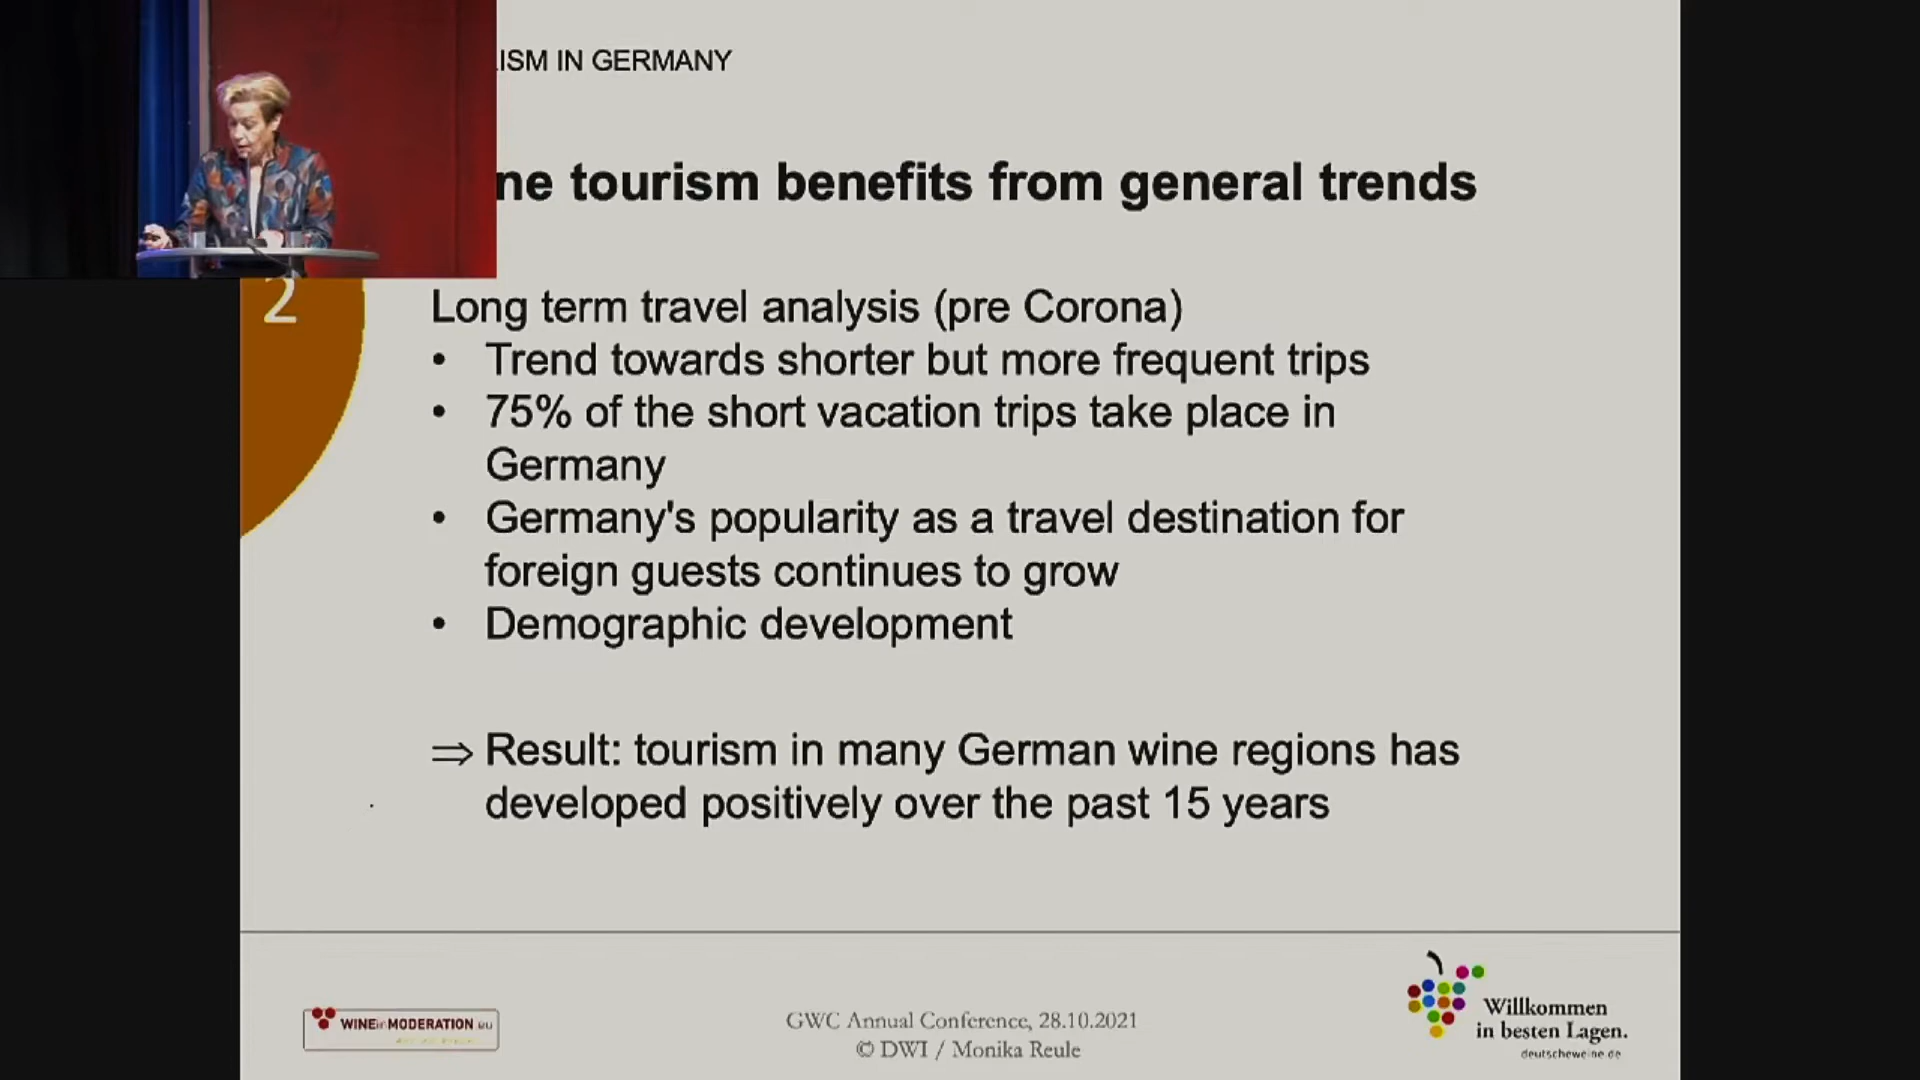 ISM IN GERMANY
ne tourism benefits from general trends
2
Long term travel analysis (pre Corona)
• Trend towards shorter but more frequent trips
• 75% of the short vacation trips take place in
Germany
• Germany's popularity as a travel destination for
foreign guests continues to grow
• Demographic development
⇒ Result: tourism in many German wine regions has
developed positively over the past 15 years
WINEinMODERATION.eu
GWC Annual Conference, 28.10.2021
© DWI / Monika Reule
Willkommen
in besten Lagen.
deutscheweine.de